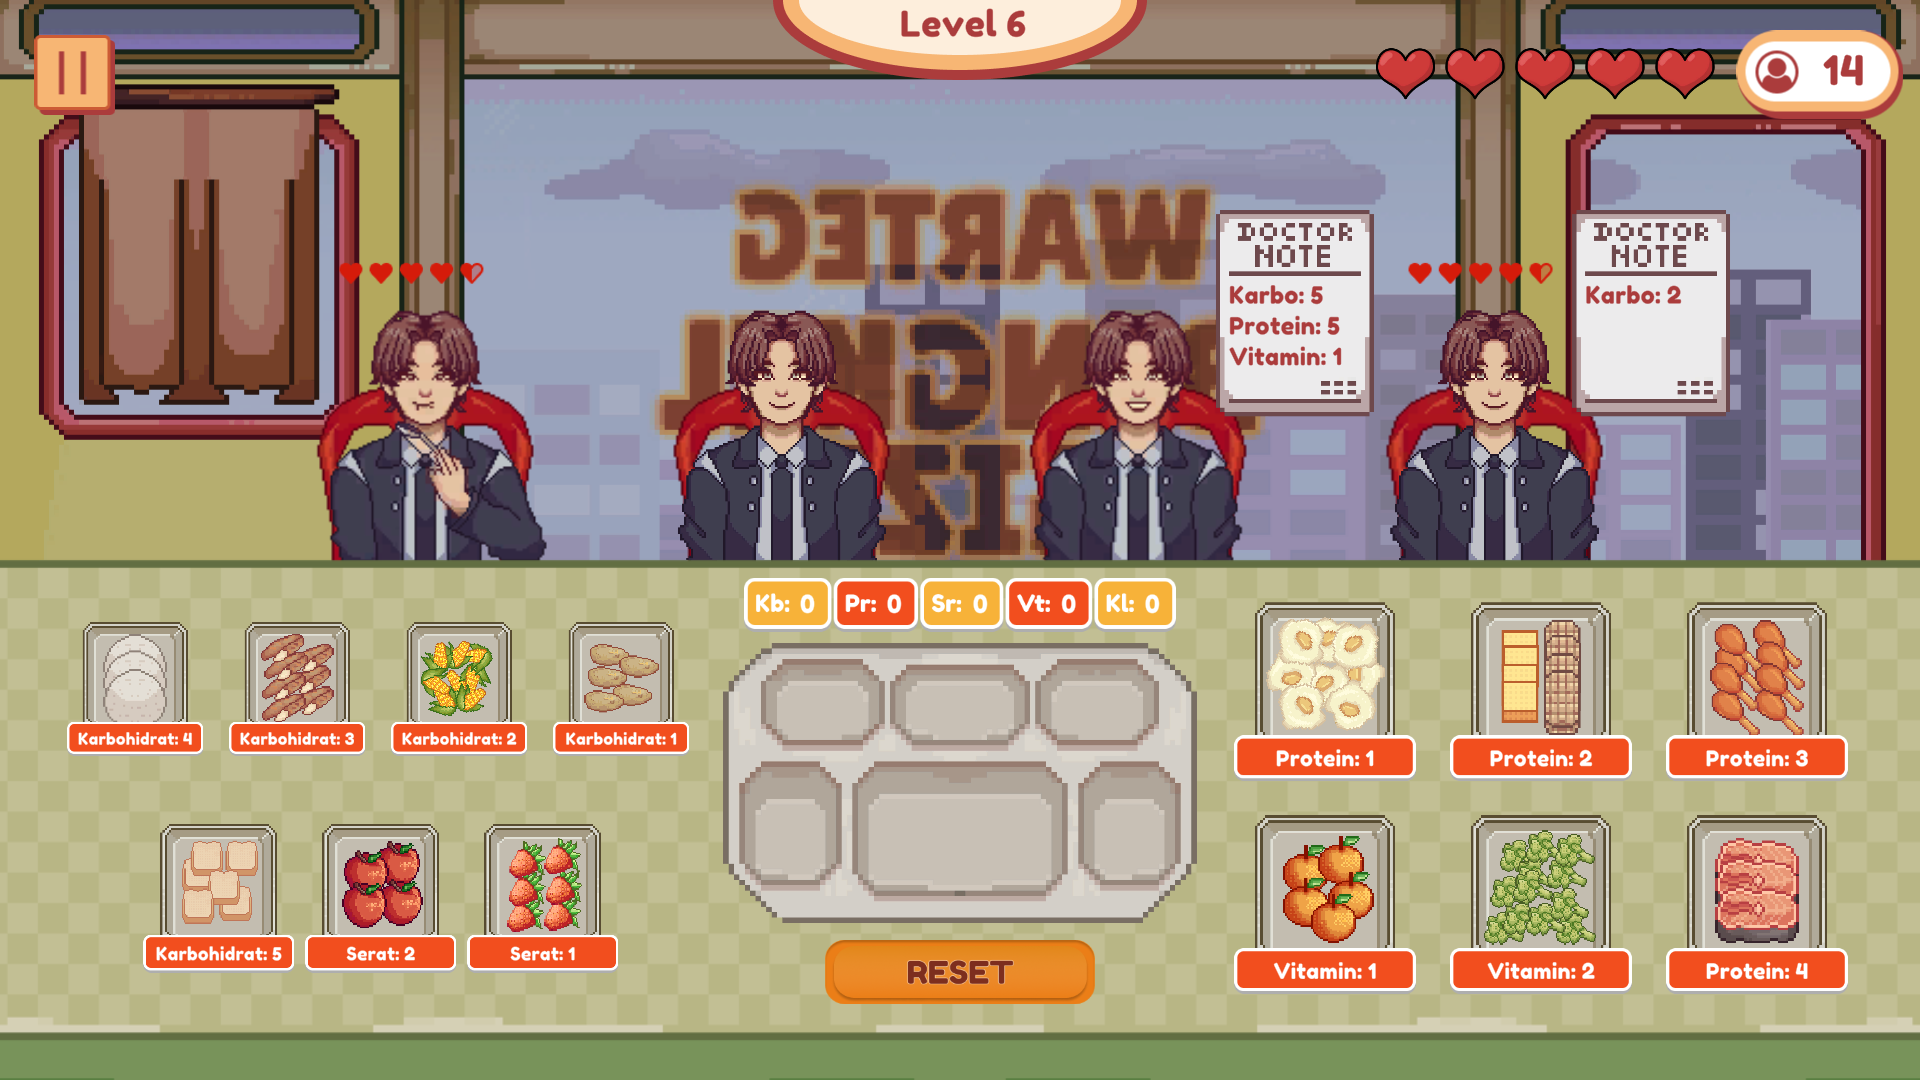 Level 6
14
WARTEG
DOCTOR
NOTE
Karbo: 5
Protein: 5
Vitamin: 1
DOCTOR
NOTE
Karbo: 2
Kb: 0
Pr: 0
Sr: 0
Vt: 0
Kl: 0
Karbohidrat: 4
Karbohidrat: 3
Karbohidrat: 2
Karbohidrat: 1
Protein: 1
Protein: 2
Protein: 3
Karbohidrat: 5
Serat: 2
Serat: 1
Vitamin: 1
Vitamin: 2
Protein: 4
RESET